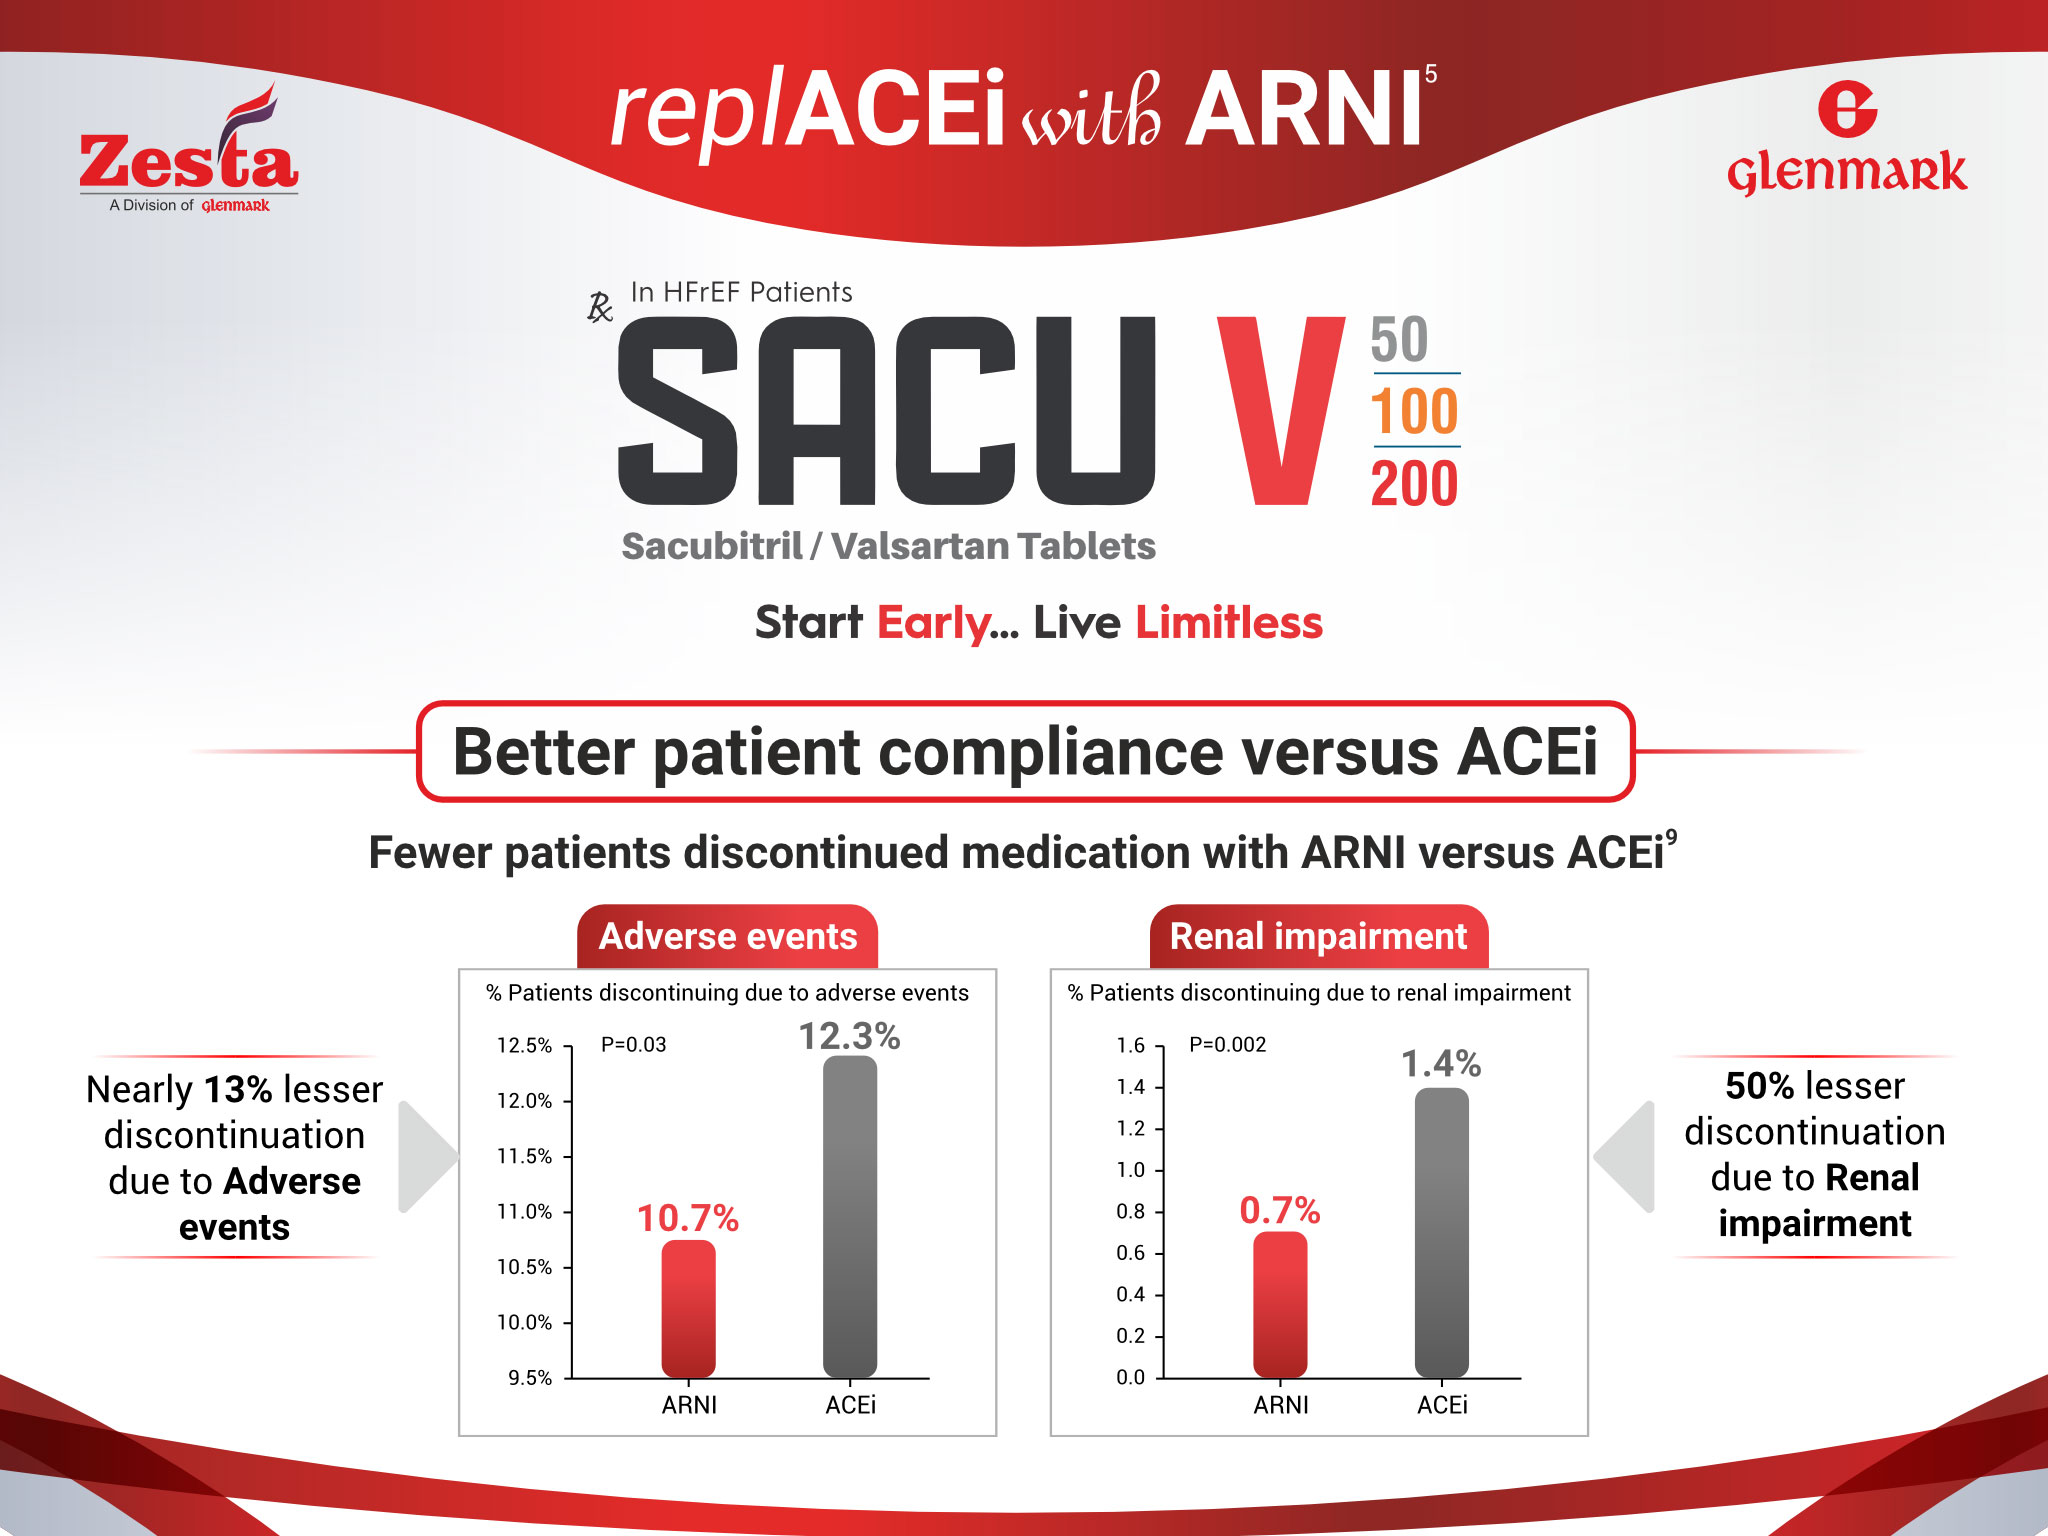 replACEi with ARNI5
Zesta
A Division of glenmark
glenmark
Rx In HFrEF Patients
SACU V 50
100
200
Sacubitril / Valsartan Tablets
Start Early... Live Limitless
Better patient compliance versus ACEi
Fewer patients discontinued medication with ARNI versus ACEi9
Nearly 13% lesser
discontinuation
due to Adverse
events
Adverse events
% Patients discontinuing due to adverse events
P=0.03
12.5%
12.0%
11.5%
11.0%
10.5%
10.0%
9.5%
10.7%
12.3%
ARNI ACEi
Renal impairment
% Patients discontinuing due to renal impairment
P=0.002
1.6
1.4
1.2
1.0
0.8
0.6
0.4
0.2
0.0
0.7%
1.4%
ARNI ACEi
50% lesser
discontinuation
due to Renal
impairment